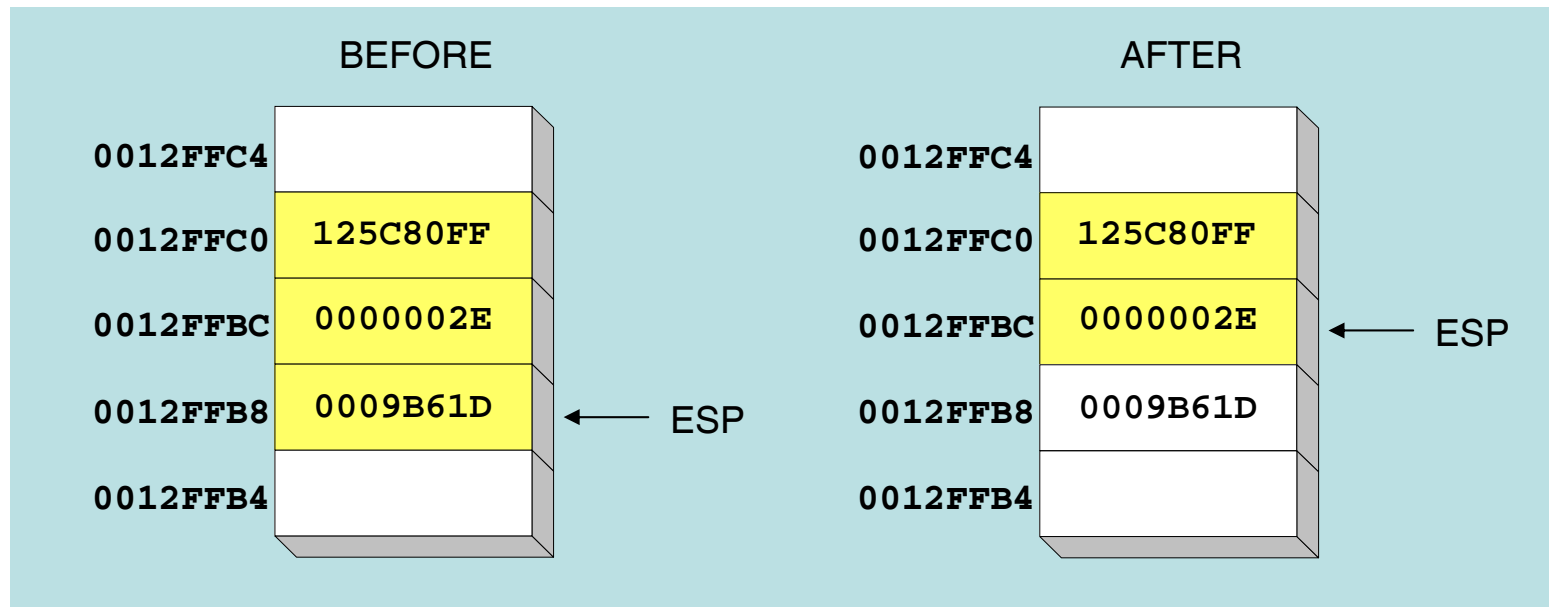 BEFORE
0012FFC4
0012FFC0 125C80FF
0012FFBC 0000002E
0012FFB8 0009B61D ESP
0012FFB4
AFTER
0012FFC4
0012FFC0 125C80FF
0012FFBC 0000002E ESP
0012FFB8 0009B61D
0012FFB4